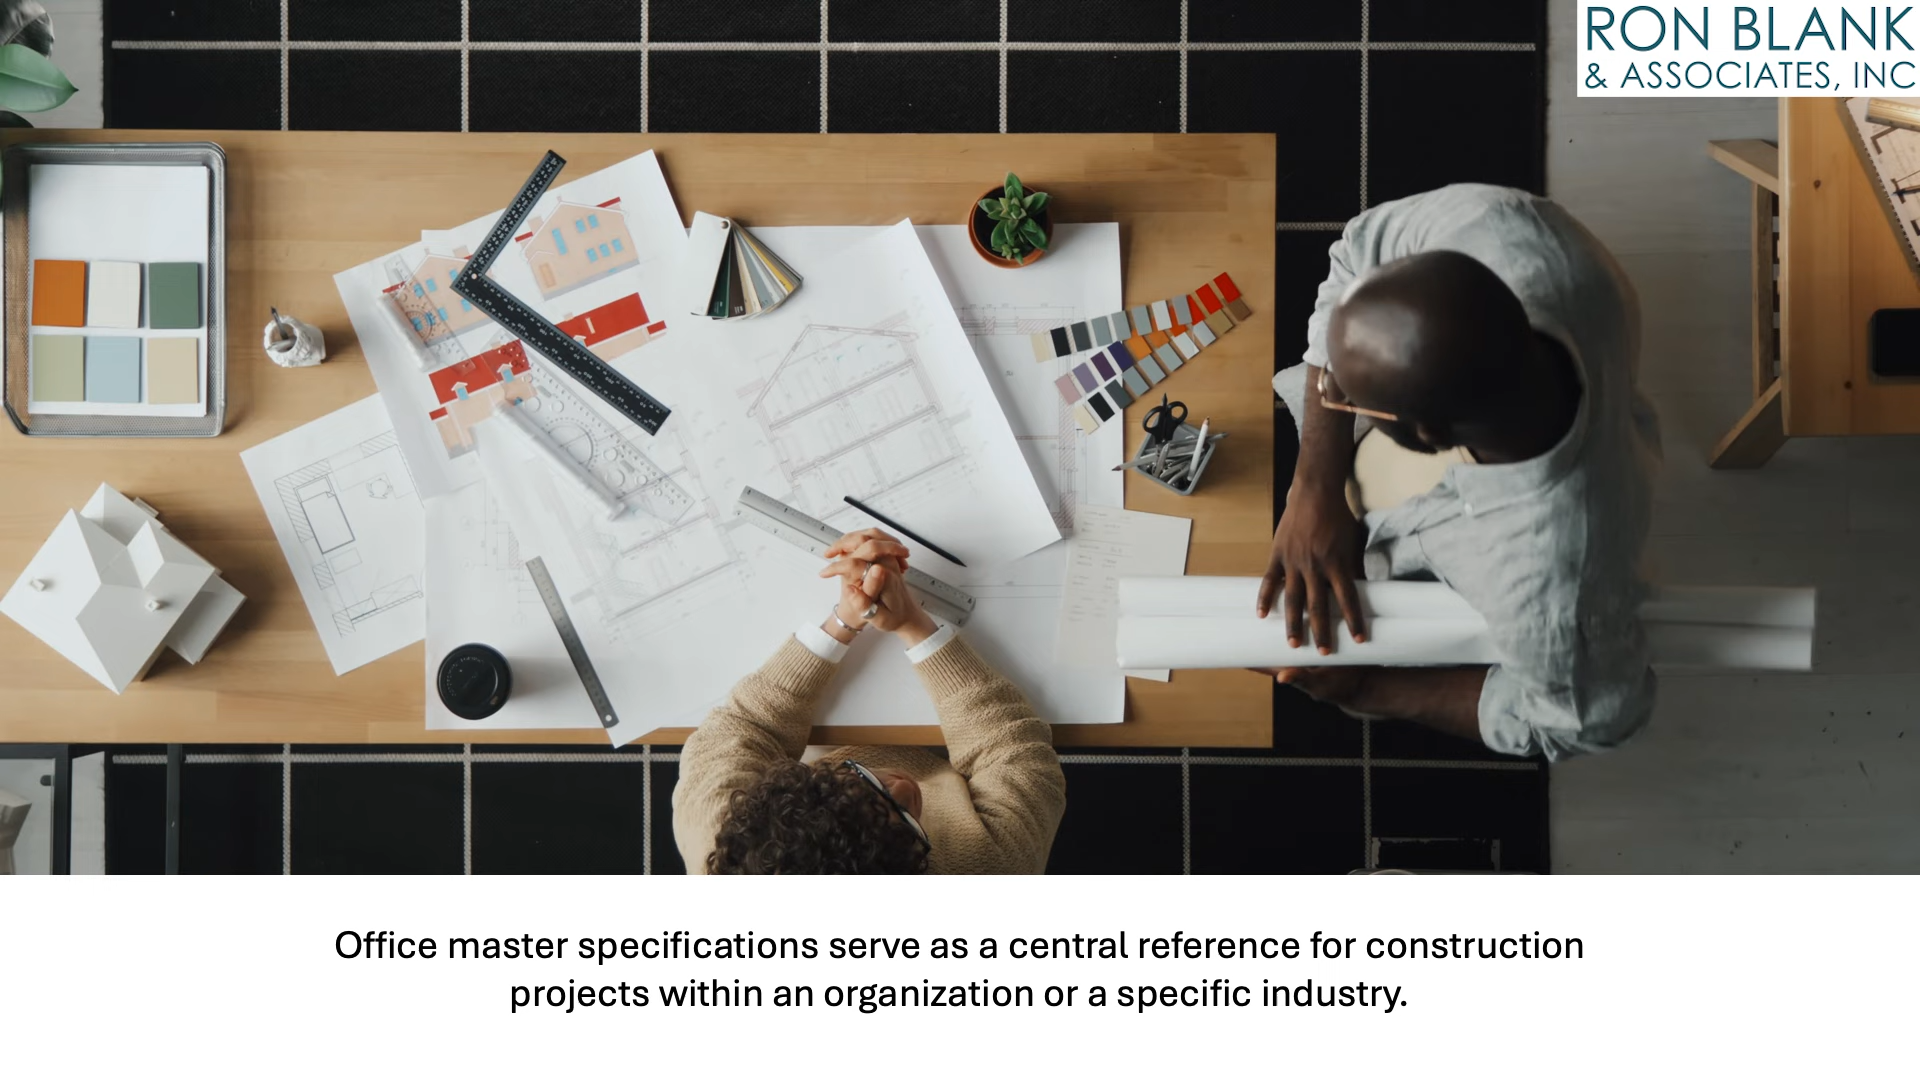 RON BLANK
& ASSOCIATES, INC
Office master specifications serve as a central reference for construction
projects within an organization or a specific industry.